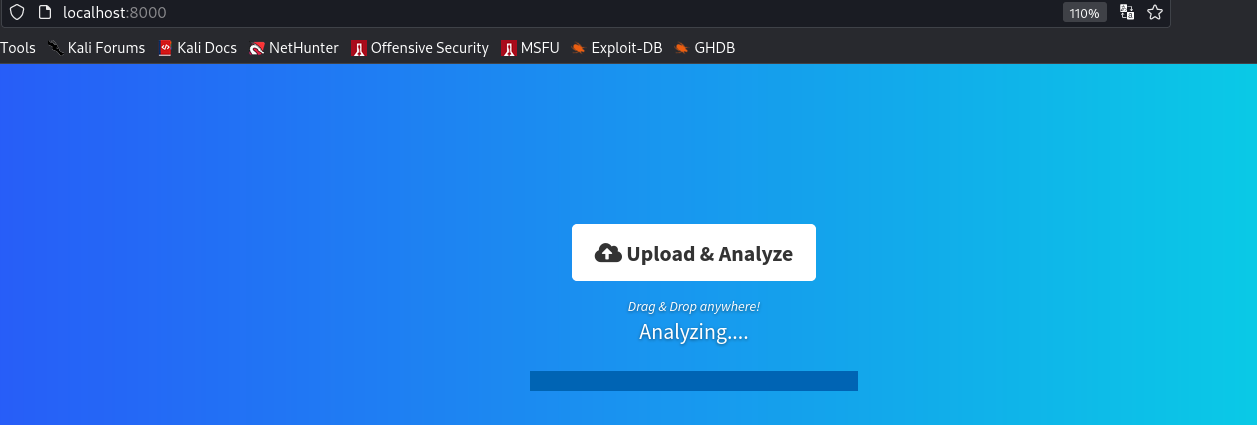 localhost:8000 110%
Tools Kali Forums Kali Docs NetHunter Offensive Security MSFU Exploit-DB GHDB
Upload & Analyze
Drag & Drop anywhere!
Analyzing....